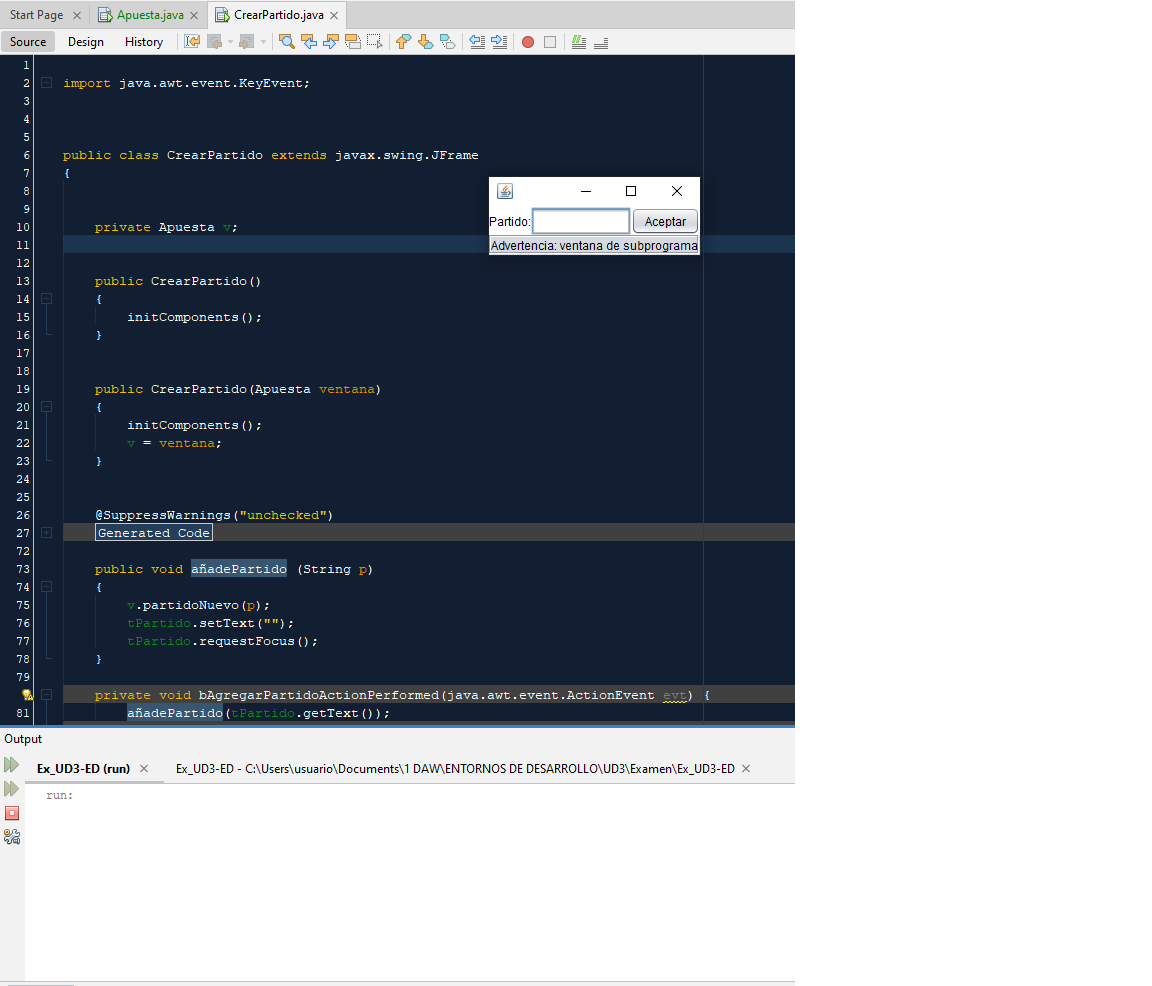 Start Page Apuesta.java CrearPartido.java
Source Design History
1
2 import java.awt.event.KeyEvent;
3
4
5
6 public class CrearPartido extends javax.swing.JFrame
7 {
8
9
10 private Apuesta v;
11
12
13 public CrearPartido()
14 {
15 initComponents();
16 }
17
18
19 public CrearPartido(Apuesta ventana)
20 {
21 initComponents();
22 v = ventana;
23 }
24
25
26 @SuppressWarnings("unchecked")
27 Generated Code
72
73 public void añadePartido (String p)
74 {
75 v.partidoNuevo(p);
76 tPartido.setText("");
77 tPartido.requestFocus();
78 }
79
private void bAgregarPartidoActionPerformed(java.awt.event.ActionEvent evt) {
81 añadePartido(tPartido.getText());
Partido: Aceptar
Advertencia: ventana de subprograma
Output
Ex_UD3-ED (run) Ex_UD3-ED - C:\Users\usuario\Documents\1 DAW\ENTORNOS DE DESARROLLO\UD3\Examen\Ex_UD3-ED
run: